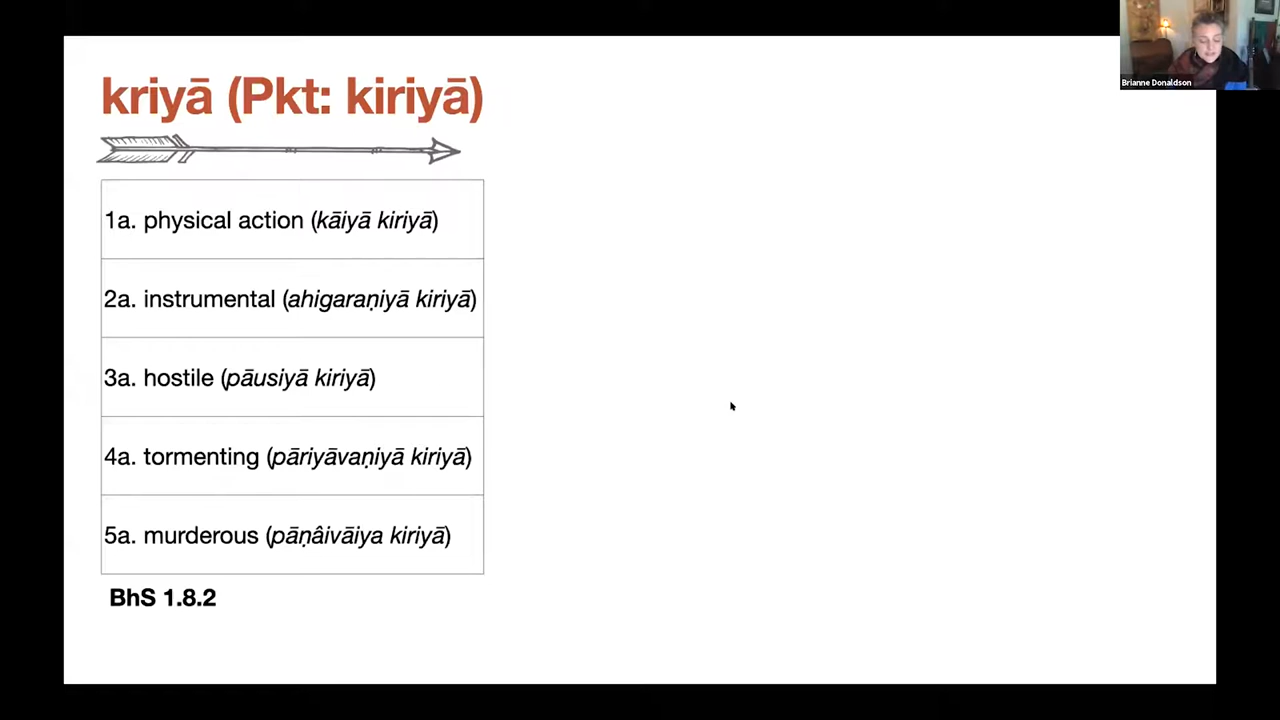 kriyā (Pkt: kiriyā)
1a. physical action (kāiyā kiriyā)
2a. instrumental (ahigaraṇiyā kiriyā)
3a. hostile (pāusiyā kiriyā)
4a. tormenting (pāriyāvaṇiyā kiriyā)
5a. murderous (pāṇâivāiya kiriyā)
BhS 1.8.2
Brianne Donaldson